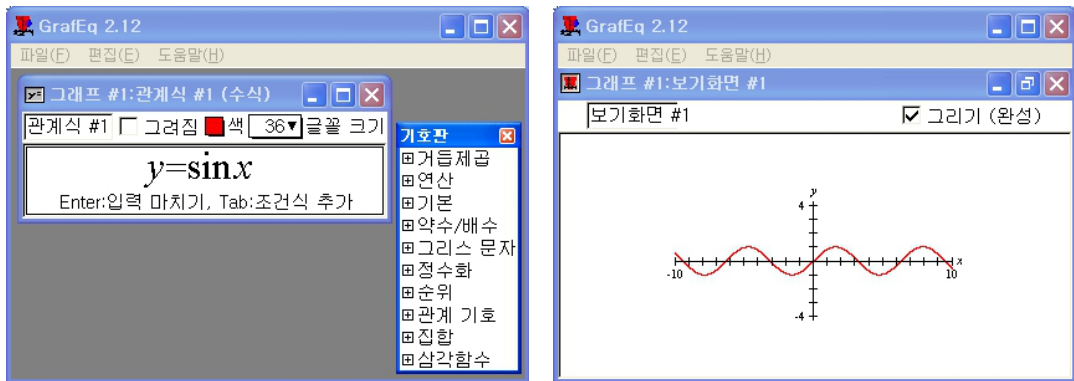 GrafEq 2.12
파일(F) 편집(E) 도움말(H)
그래프 #1:관계식 #1 (수식)
관계식 #1 그려짐 색 36▼ 글꼴 크기
y=sinx
Enter:입력 마치기, Tab:조건식 추가
기호판
거듭제곱
연산
기본
약수/배수
그리스 문자
정수화
순위
관계 기호
집합
삼각함수
GrafEq 2.12
파일(F) 편집(E) 도움말(H)
그래프 #1:보기화면 #1
보기화면 #1 그리기 (완성)
y
4
x
-10 10
-4